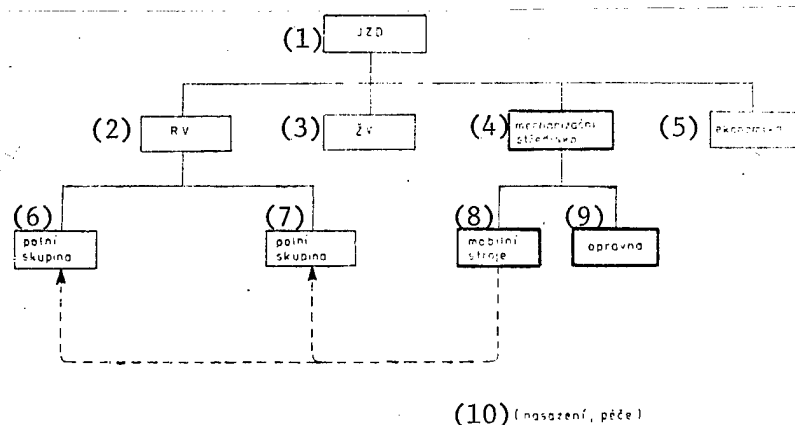 (1) JZD
(2) RV
(3) ŽV
(4) mechanizační
středisko
(5) ekonomika
(6) polní
skupina
(7) polní
skupina
(8) mobilní
stroje
(9) opravna
(10) (nasazení, péče)